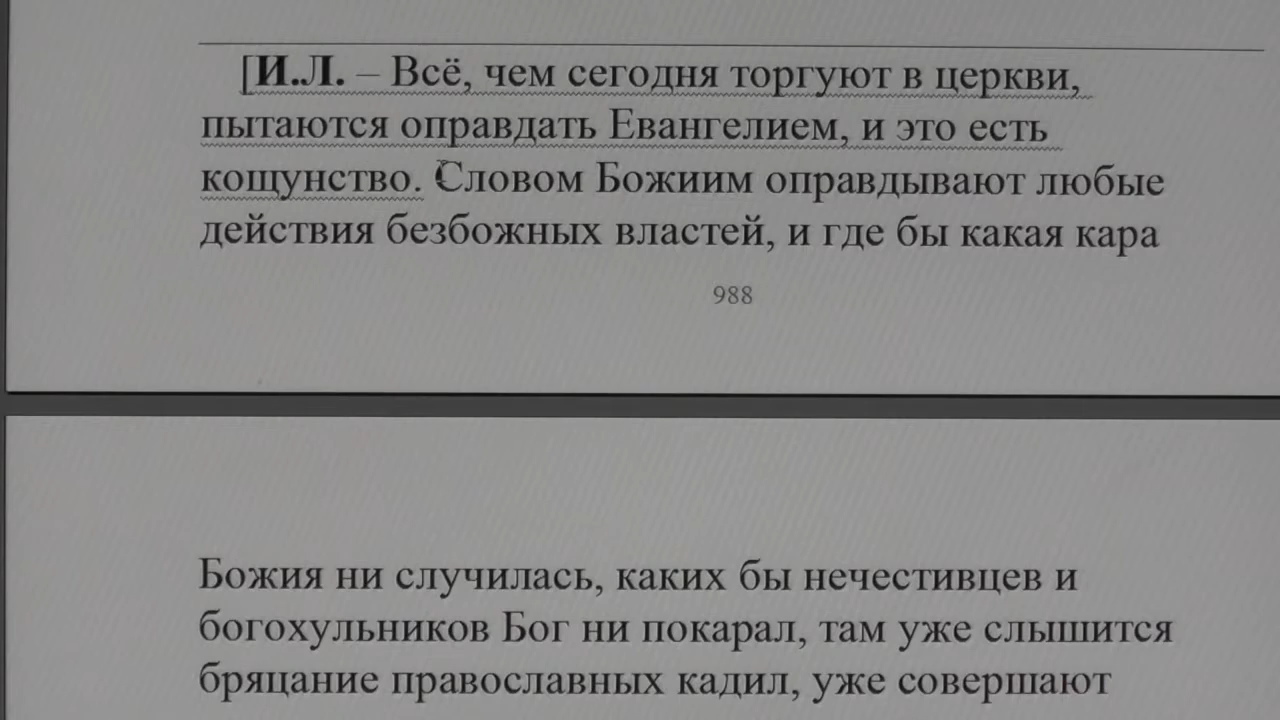 [И.Л. – Всё, чем сегодня торгуют в церкви,
пытаются оправдать Евангелием, и это есть
кощунство. Словом Божиим оправдывают любые
действия безбожных властей, и где бы какая кара
988
Божия ни случилась, каких бы нечестивцев и
богохульников Бог ни покарал, там уже слышится
бряцание православных кадил, уже совершают